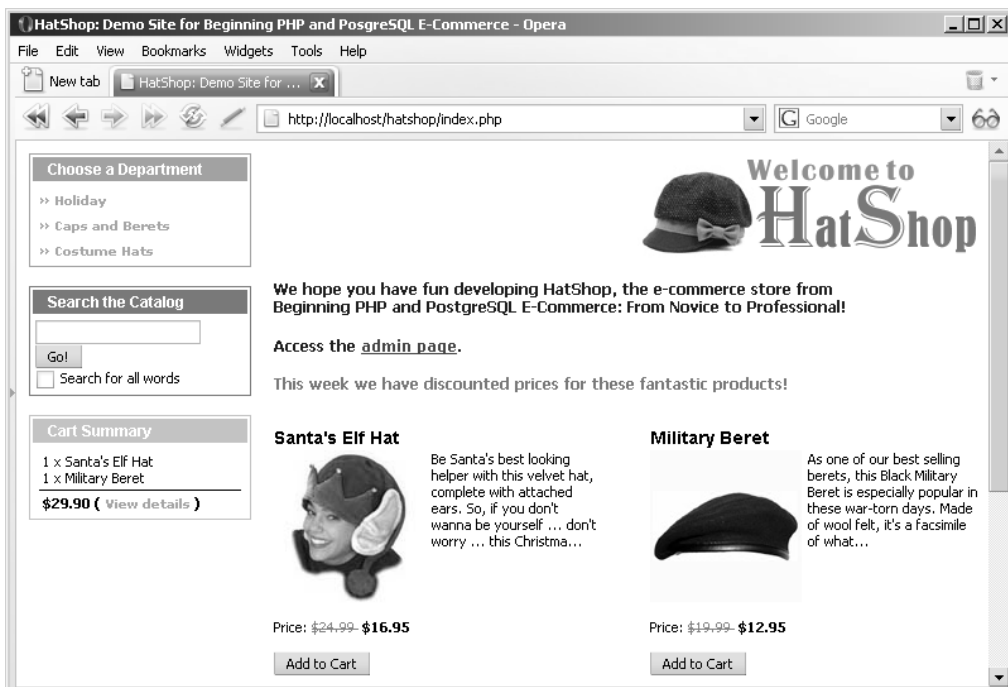 HatShop: Demo Site for Beginning PHP and PosgreSQL E-Commerce - Opera
File Edit View Bookmarks Widgets Tools Help
New tab HatShop: Demo Site for ...
http://localhost/hatshop/index.php
G Google
Choose a Department
» Holiday
» Caps and Berets
» Costume Hats
Search the Catalog
Go!
Search for all words
Cart Summary
1 x Santa's Elf Hat
1 x Military Beret
$29.90 ( View details )
Welcome to
HatShop
We hope you have fun developing HatShop, the e-commerce store from
Beginning PHP and PostgreSQL E-Commerce: From Novice to Professional!
Access the admin page.
This week we have discounted prices for these fantastic products!
Santa's Elf Hat
Be Santa's best looking
helper with this velvet hat,
complete with attached
ears. So, if you don't
wanna be yourself ... don't
worry ... this Christma...
Price: $24.99 $16.95
Add to Cart
Military Beret
As one of our best selling
berets, this Black Military
Beret is especially popular in
these war-torn days. Made
of wool felt, it's a facsimile
of what...
Price: $19.99 $12.95
Add to Cart